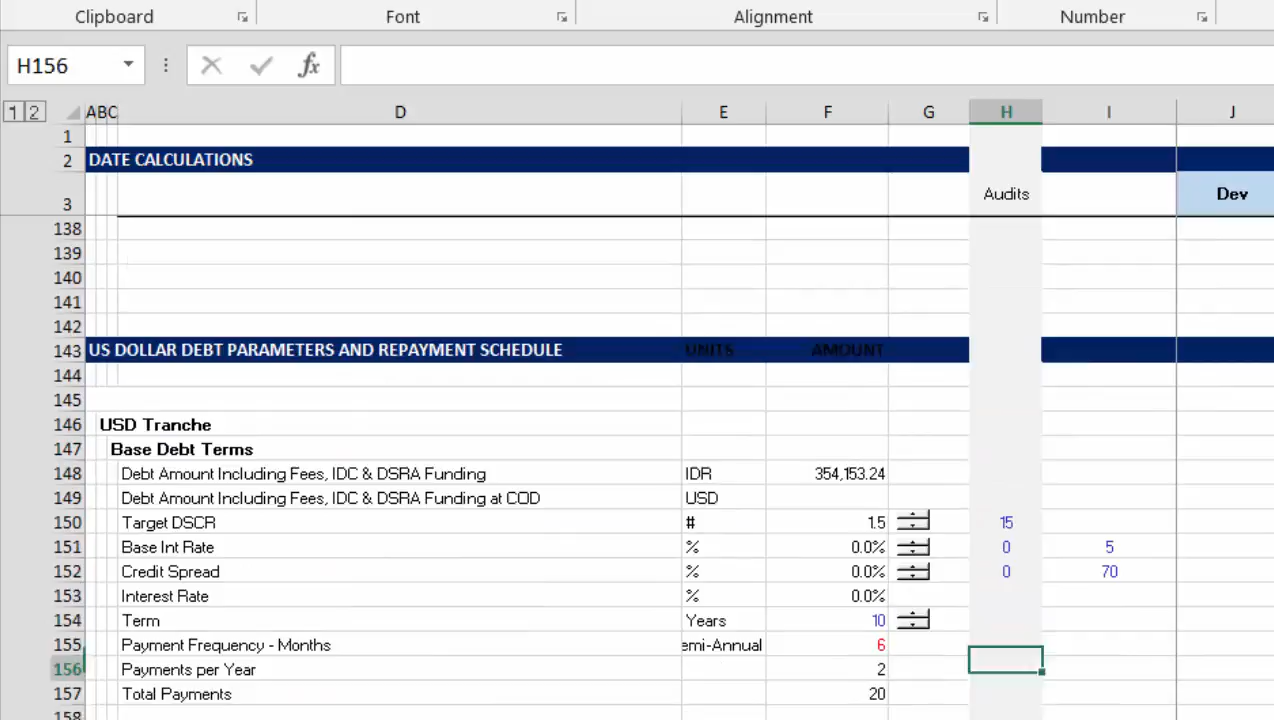 Clipboard Font Alignment Number
H156 fx
1 2 A B C D E F G H I J
1
2 DATE CALCULATIONS
3 Audits Dev
138
139
140
141
142
143 US DOLLAR DEBT PARAMETERS AND REPAYMENT SCHEDULE UNITS AMOUNT
144
145
146 USD Tranche
147 Base Debt Terms
148 Debt Amount Including Fees, IDC & DSRA Funding IDR 354,153.24
149 Debt Amount Including Fees, IDC & DSRA Funding at COD USD
150 Target DSCR # 1.5 15
151 Base Int Rate % 0.0% 0 5
152 Credit Spread % 0.0% 0 70
153 Interest Rate % 0.0%
154 Term Years 10
155 Payment Frequency - Months emi-Annual 6
156 Payments per Year 2
157 Total Payments 20
158